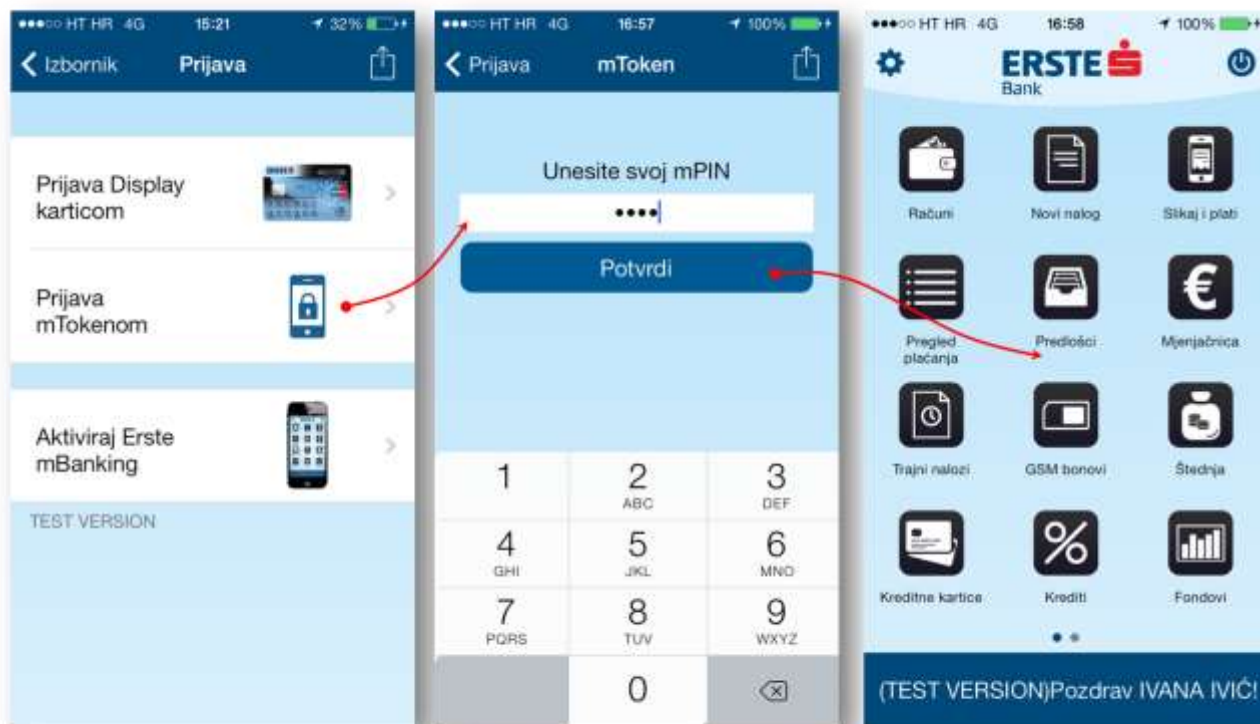 HT HR 4G 15:21 32%
Izbornik Prijava
Prijava Display
karticom
Prijava
mTokenom
Aktiviraj Erste
mBanking
TEST VERSION
HT HR 4G 16:57 100%
Prijava mToken
Unesite svoj mPIN
Potvrdi
1 2 3
ABC DEF
4 5 6
GHI JKL MNO
7 8 9
PQRS TUV WXYZ
0
HT HR 4G 16:58 100%
ERSTE
Bank
Računi Novi nalog Slikaj i plati
Pregled Predlošci Mjenjačnica
plaćanja
Trajni nalozi GSM bonovi Štednja
Kreditne kartice Krediti Fondovi
(TEST VERSION)Pozdrav IVANA IVIĆ!